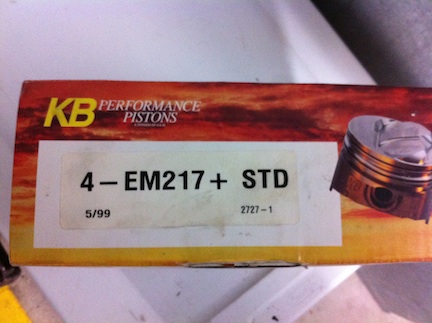 KB PERFORMANCE
PISTONS
4-EM217+ STD
5/99 2727-1